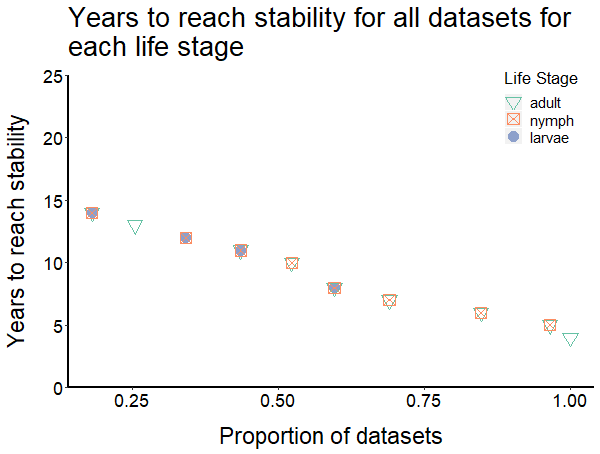 Years to reach stability for all datasets for
each life stage
Life Stage
adult
nymph
larvae
Years to reach stability
25
20
15
10
5
0
0.25
0.50
0.75
1.00
Proportion of datasets